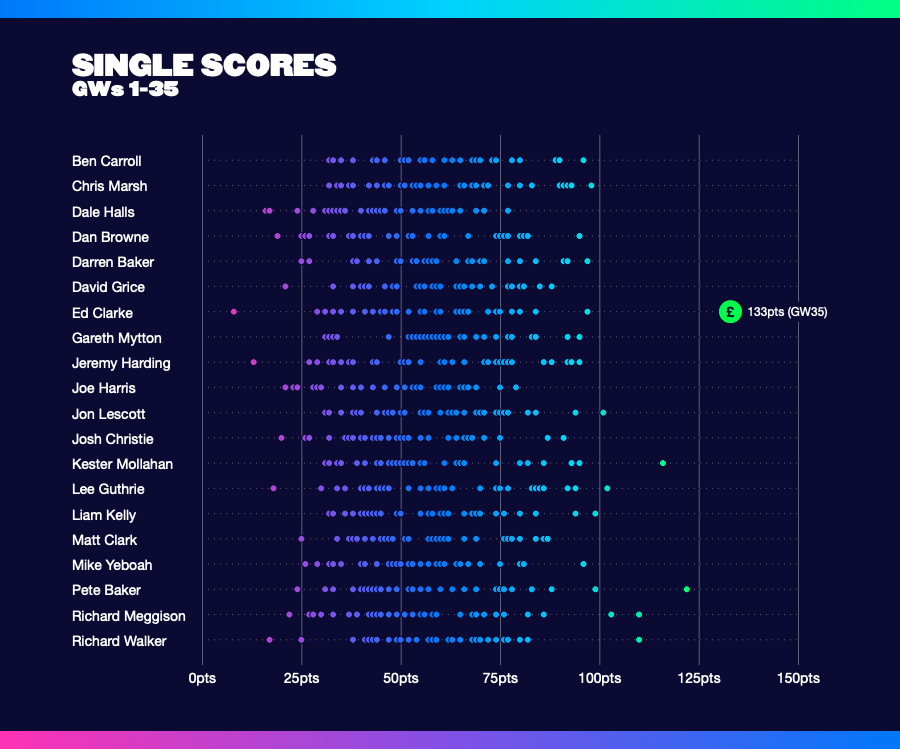 SINGLE SCORES
GWs 1-35
Ben Carroll
Chris Marsh
Dale Halls
Dan Browne
Darren Baker
David Grice
Ed Clarke
£ 133pts (GW35)
Gareth Mytton
Jeremy Harding
Joe Harris
Jon Lescott
Josh Christie
Kester Mollahan
Lee Guthrie
Liam Kelly
Matt Clark
Mike Yeboah
Pete Baker
Richard Meggison
Richard Walker
0pts 25pts 50pts 75pts 100pts 125pts 150pts